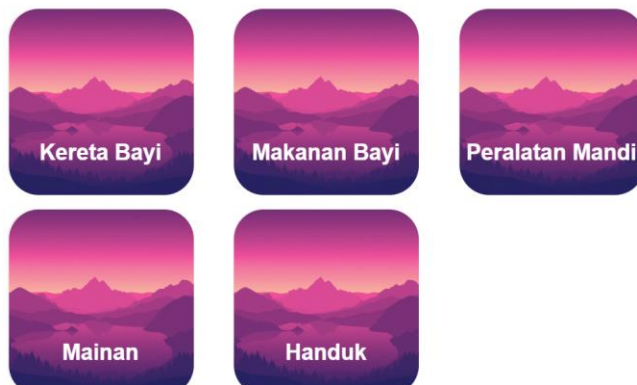 Kereta Bayi
Makanan Bayi
Peralatan Mandi
Mainan
Handuk